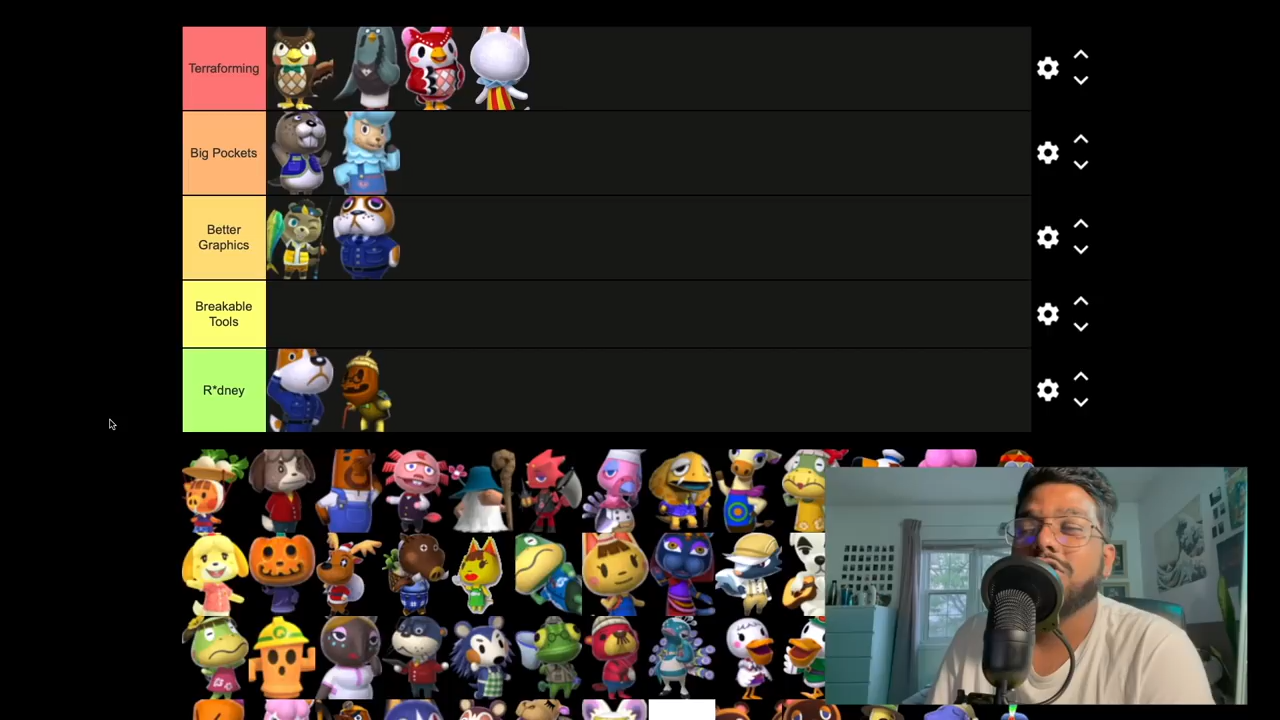 Terraforming
Big Pockets
Better
Graphics
Breakable
Tools
R*dney